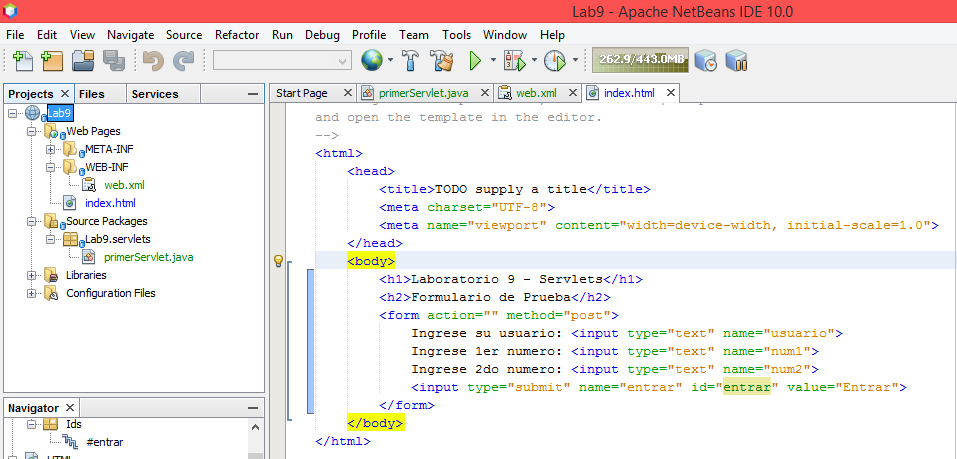 Lab9 - Apache NetBeans IDE 10.0
File Edit View Navigate Source Refactor Run Debug Profile Team Tools Window Help
262.9/443.0MB
Projects Files Services
Lab9
Web Pages
META-INF
WEB-INF
web.xml
index.html
Source Packages
Lab9.servlets
primerServlet.java
Libraries
Configuration Files
Navigator
Ids
#entrar
Start Page primerServlet.java web.xml index.html
and open the template in the editor.
-->
<html>
<head>
<title>TODO supply a title</title>
<meta charset="UTF-8">
<meta name="viewport" content="width=device-width, initial-scale=1.0">
</head>
<body>
<h1>Laboratorio 9 - Servlets</h1>
<h2>Formulario de Prueba</h2>
<form action="" method="post">
Ingrese su usuario: <input type="text" name="usuario">
Ingrese 1er numero: <input type="text" name="num1">
Ingrese 2do numero: <input type="text" name="num2">
<input type="submit" name="entrar" id="entrar" value="Entrar">
</form>
</body>
</html>